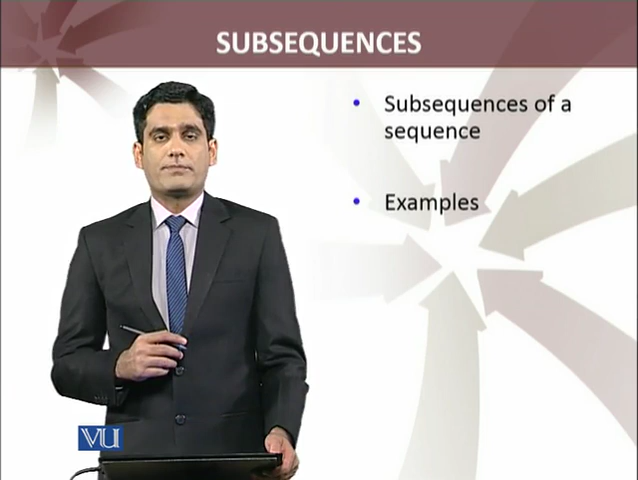 SUBSEQUENCES
• Subsequences of a
sequence
• Examples
VU